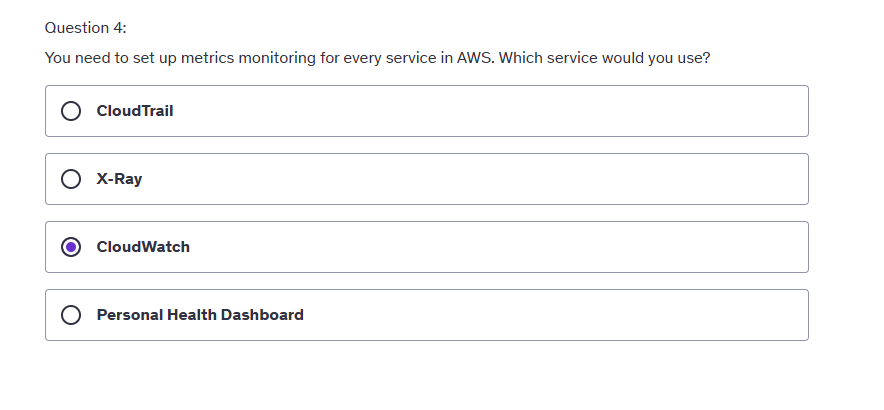 Question 4:
You need to set up metrics monitoring for every service in AWS. Which service would you use?
CloudTrail
X-Ray
CloudWatch
Personal Health Dashboard